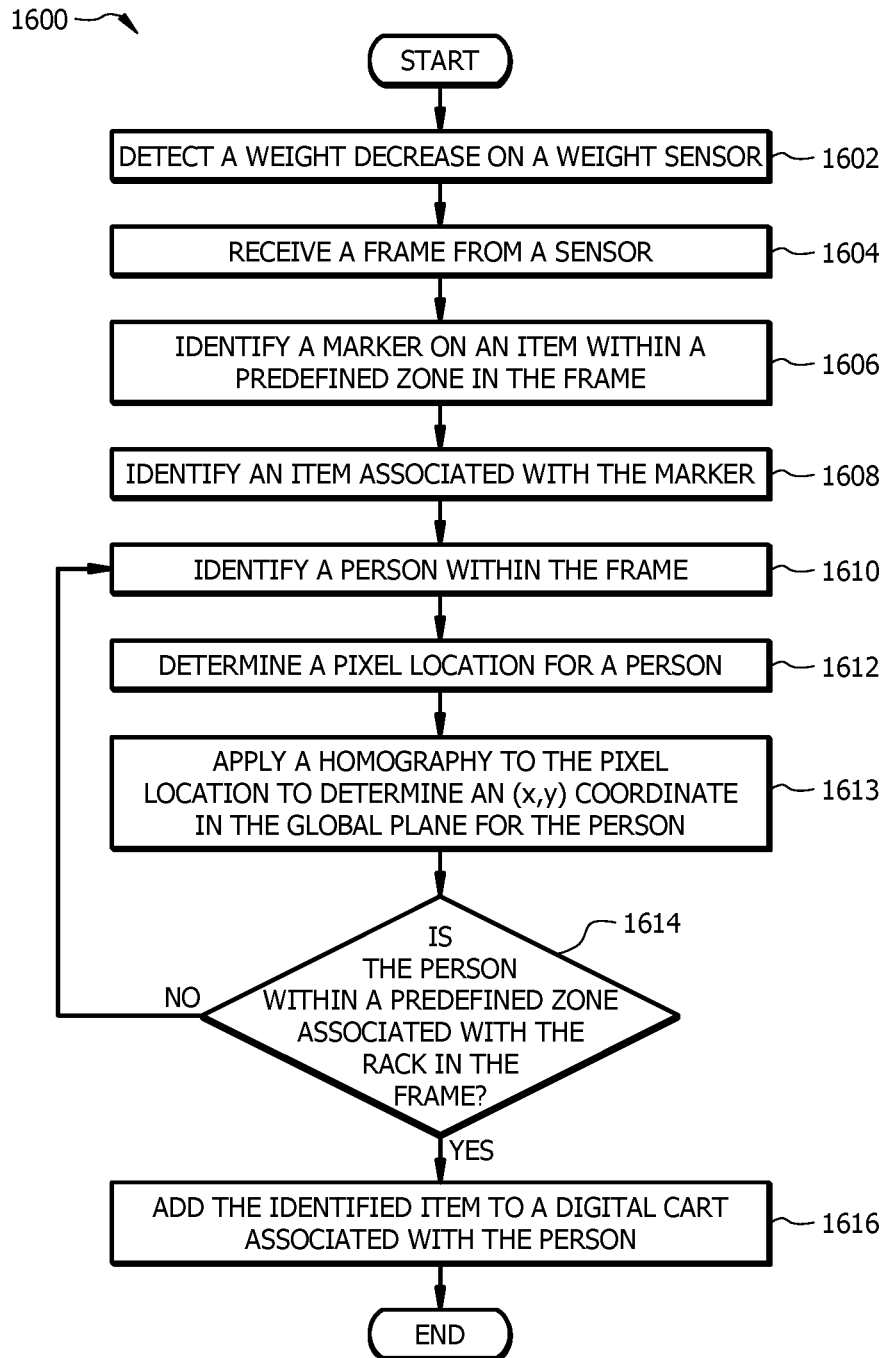 1600
START
DETECT A WEIGHT DECREASE ON A WEIGHT SENSOR
1602
RECEIVE A FRAME FROM A SENSOR
1604
IDENTIFY A MARKER ON AN ITEM WITHIN A
PREDEFINED ZONE IN THE FRAME
1606
IDENTIFY AN ITEM ASSOCIATED WITH THE MARKER
1608
IDENTIFY A PERSON WITHIN THE FRAME
1610
DETERMINE A PIXEL LOCATION FOR A PERSON
1612
APPLY A HOMOGRAPHY TO THE PIXEL
LOCATION TO DETERMINE AN (x,y) COORDINATE
IN THE GLOBAL PLANE FOR THE PERSON
1613
IS
THE PERSON
WITHIN A PREDEFINED ZONE
ASSOCIATED WITH THE
RACK IN THE
FRAME?
1614
NO
YES
ADD THE IDENTIFIED ITEM TO A DIGITAL CART
ASSOCIATED WITH THE PERSON
1616
END